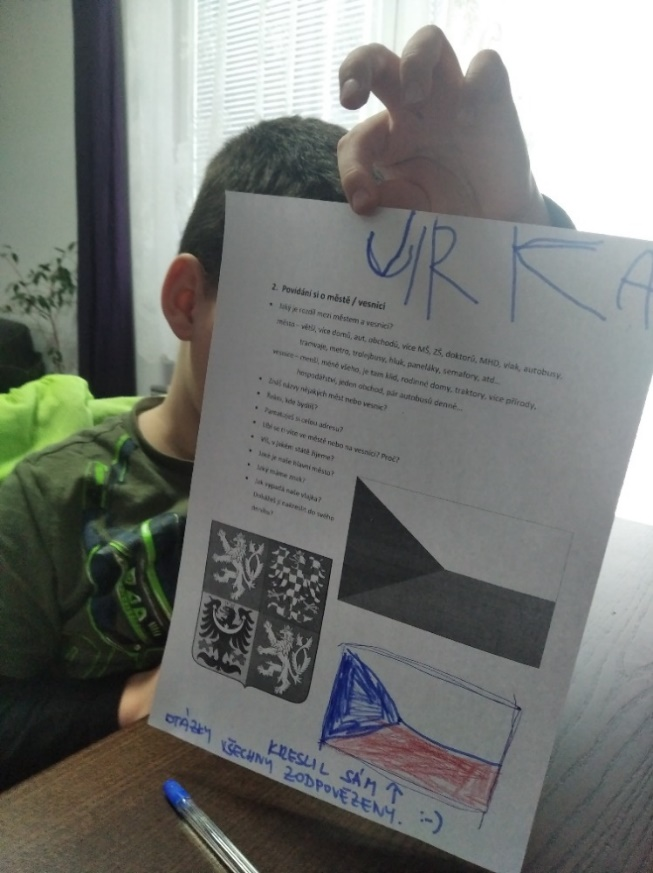 JIRKA
2. Povídání si o městě / vesnici
Jaký je rozdíl mezi městem a vesnicí?
město – větší, více domů, aut, obchodů, více MŠ, ZŠ, doktorů, MHD, vlak, autobusy,
tramvaje, metro, trolejbusy, hluk, paneláky, semafory, atd...
vesnice – menší, méně všeho, je tam klid, rodinné domy, traktory, více přírody,
hospodářství, jeden obchod, pár autobusů denně...
Znáš názvy nějakých měst nebo vesnic?
Řekni, kde bydlíš?
Pamatuješ si celou adresu?
Líbí se ti více ve městě nebo na vesnici? Proč?
Víš, v jakém státě žijeme?
Jaké je naše hlavní město?
Jaký máme znak?
Jak vypadá naše vlajka?
Dokážeš ji nakreslit do svého
obrázku?
KRESLIL SÁM ↑
OTÁZKY VŠECHNY ZODPOVEZENY. :-)